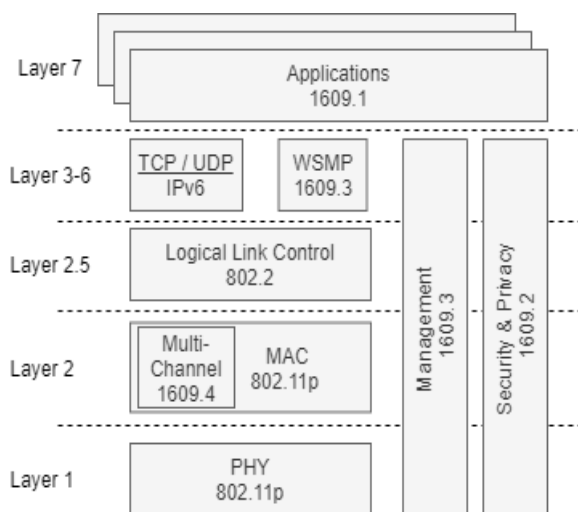 Layer 7
Applications
1609.1
Layer 3-6
TCP / UDP
IPv6
WSMP
1609.3
Layer 2.5
Logical Link Control
802.2
Layer 2
Multi-
Channel
1609.4
MAC
802.11p
Layer 1
PHY
802.11p
Management
1609.3
Security & Privacy
1609.2